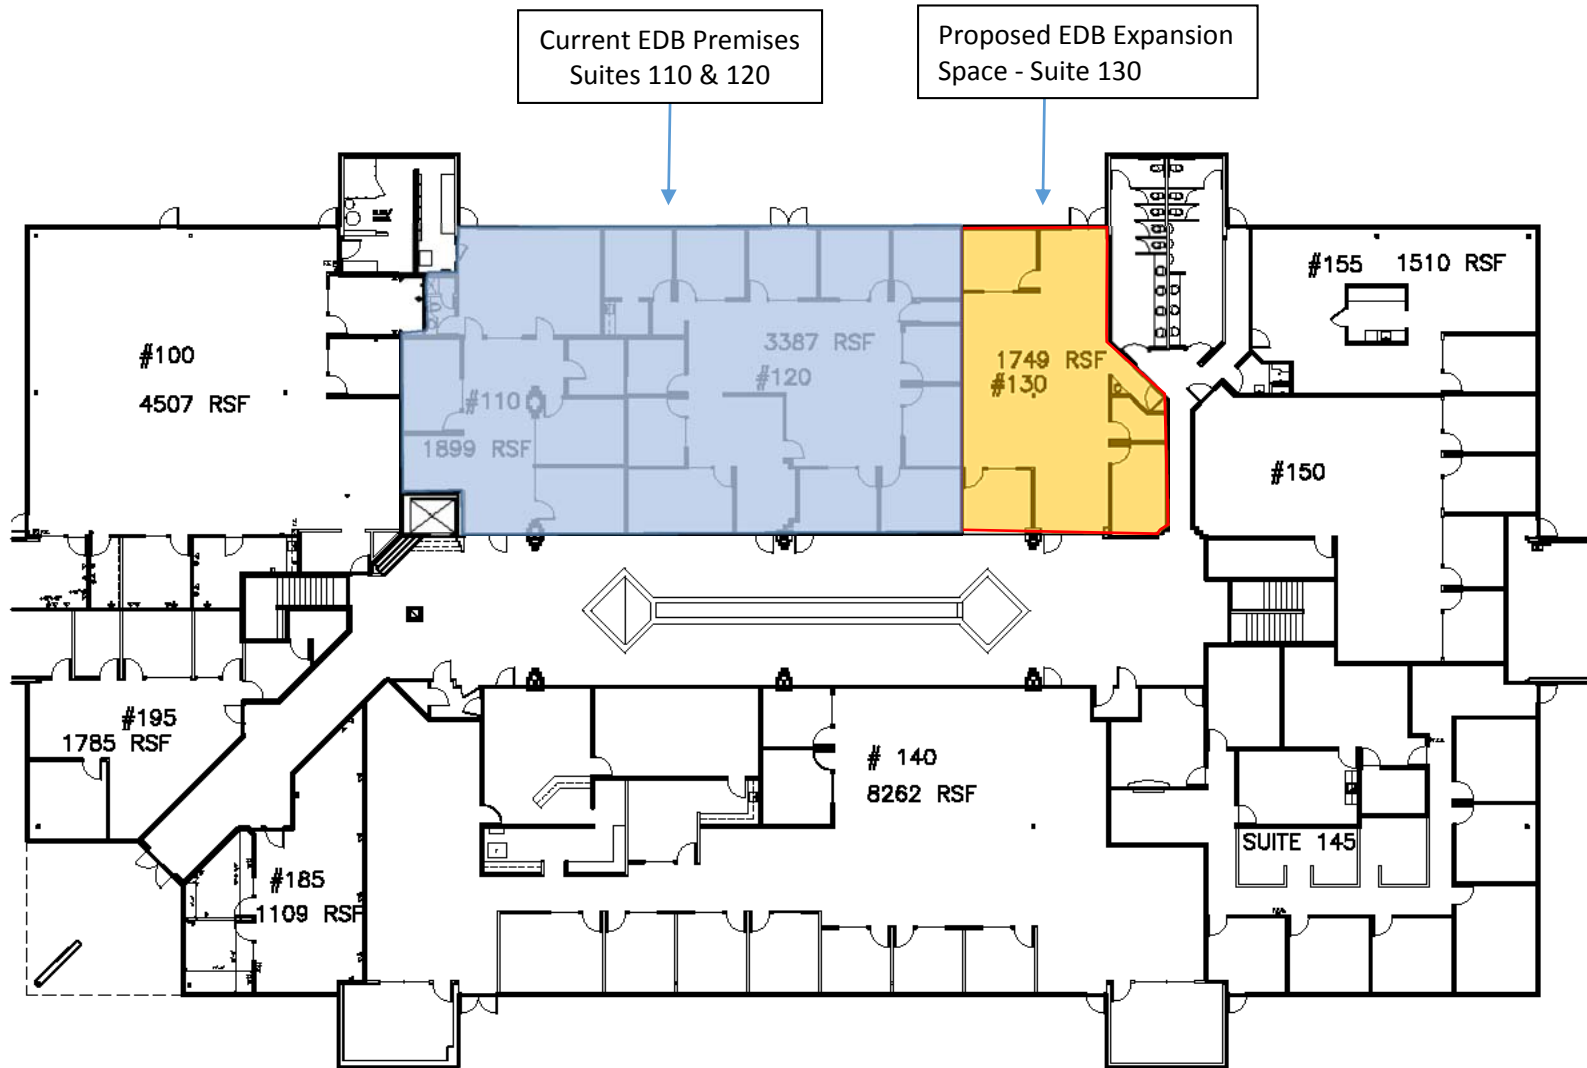 Current EDB Premises
Suites 110 & 120
Proposed EDB Expansion
Space - Suite 130
#155 1510 RSF
#100
4507 RSF
3387 RSF
#120
1749 RSF
#130
#110
1899 RSF
#150
#195
1785 RSF
# 140
8262 RSF
SUITE 145
#185
1109 RSF